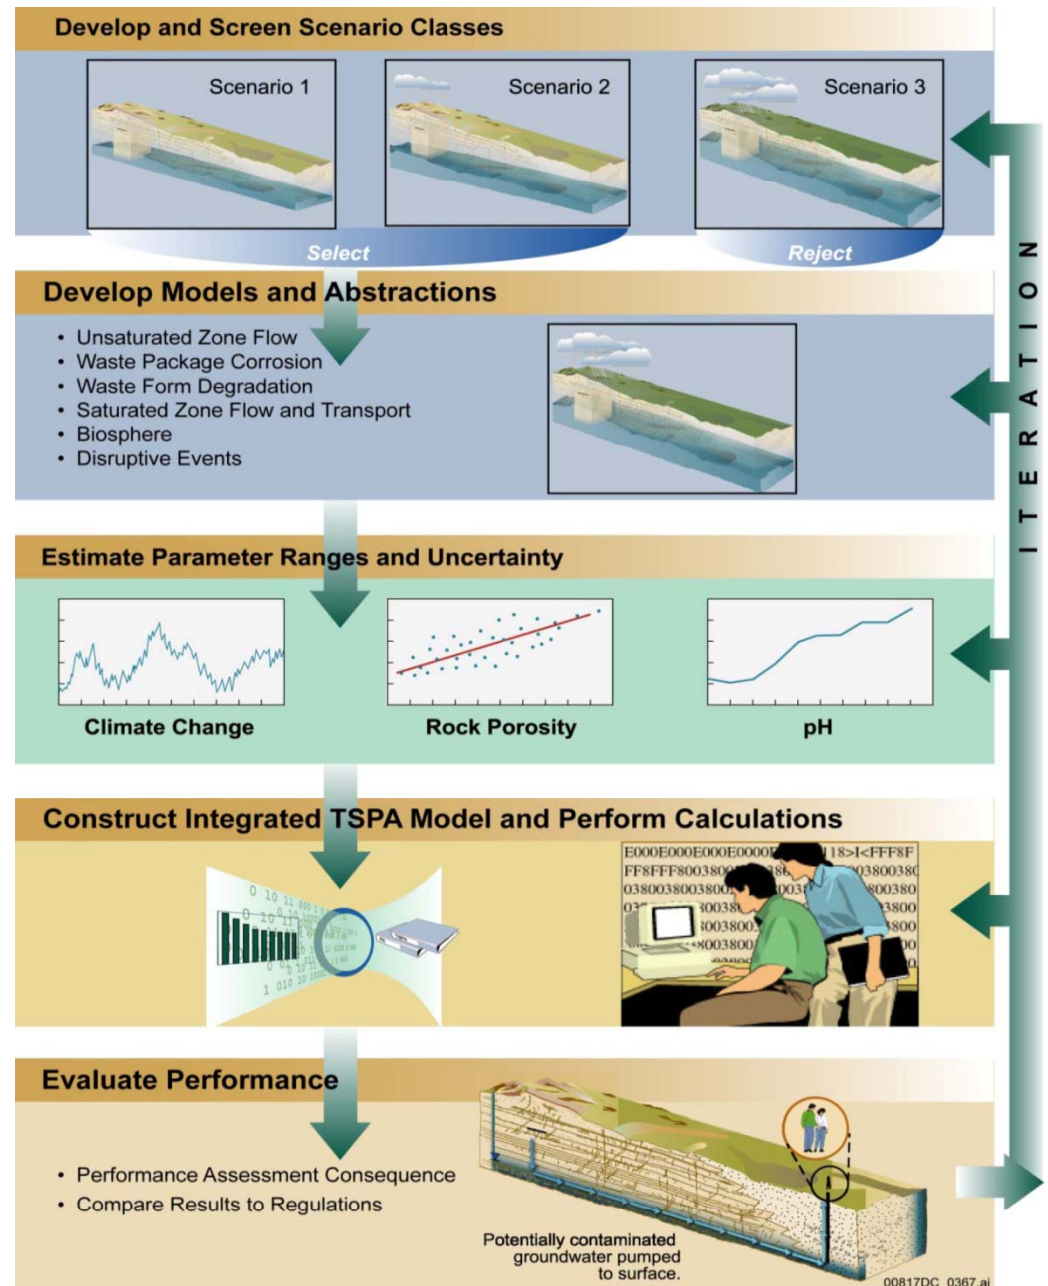 Develop and Screen Scenario Classes
Scenario 1
Scenario 2
Scenario 3
Select
Reject
Develop Models and Abstractions
• Unsaturated Zone Flow
• Waste Package Corrosion
• Waste Form Degradation
• Saturated Zone Flow and Transport
• Biosphere
• Disruptive Events
Estimate Parameter Ranges and Uncertainty
Climate Change
Rock Porosity
pH
Construct Integrated TSPA Model and Perform Calculations
Evaluate Performance
• Performance Assessment Consequence
• Compare Results to Regulations
Potentially contaminated
groundwater pumped
to surface.
ITERATION
00817DC_0367.ai